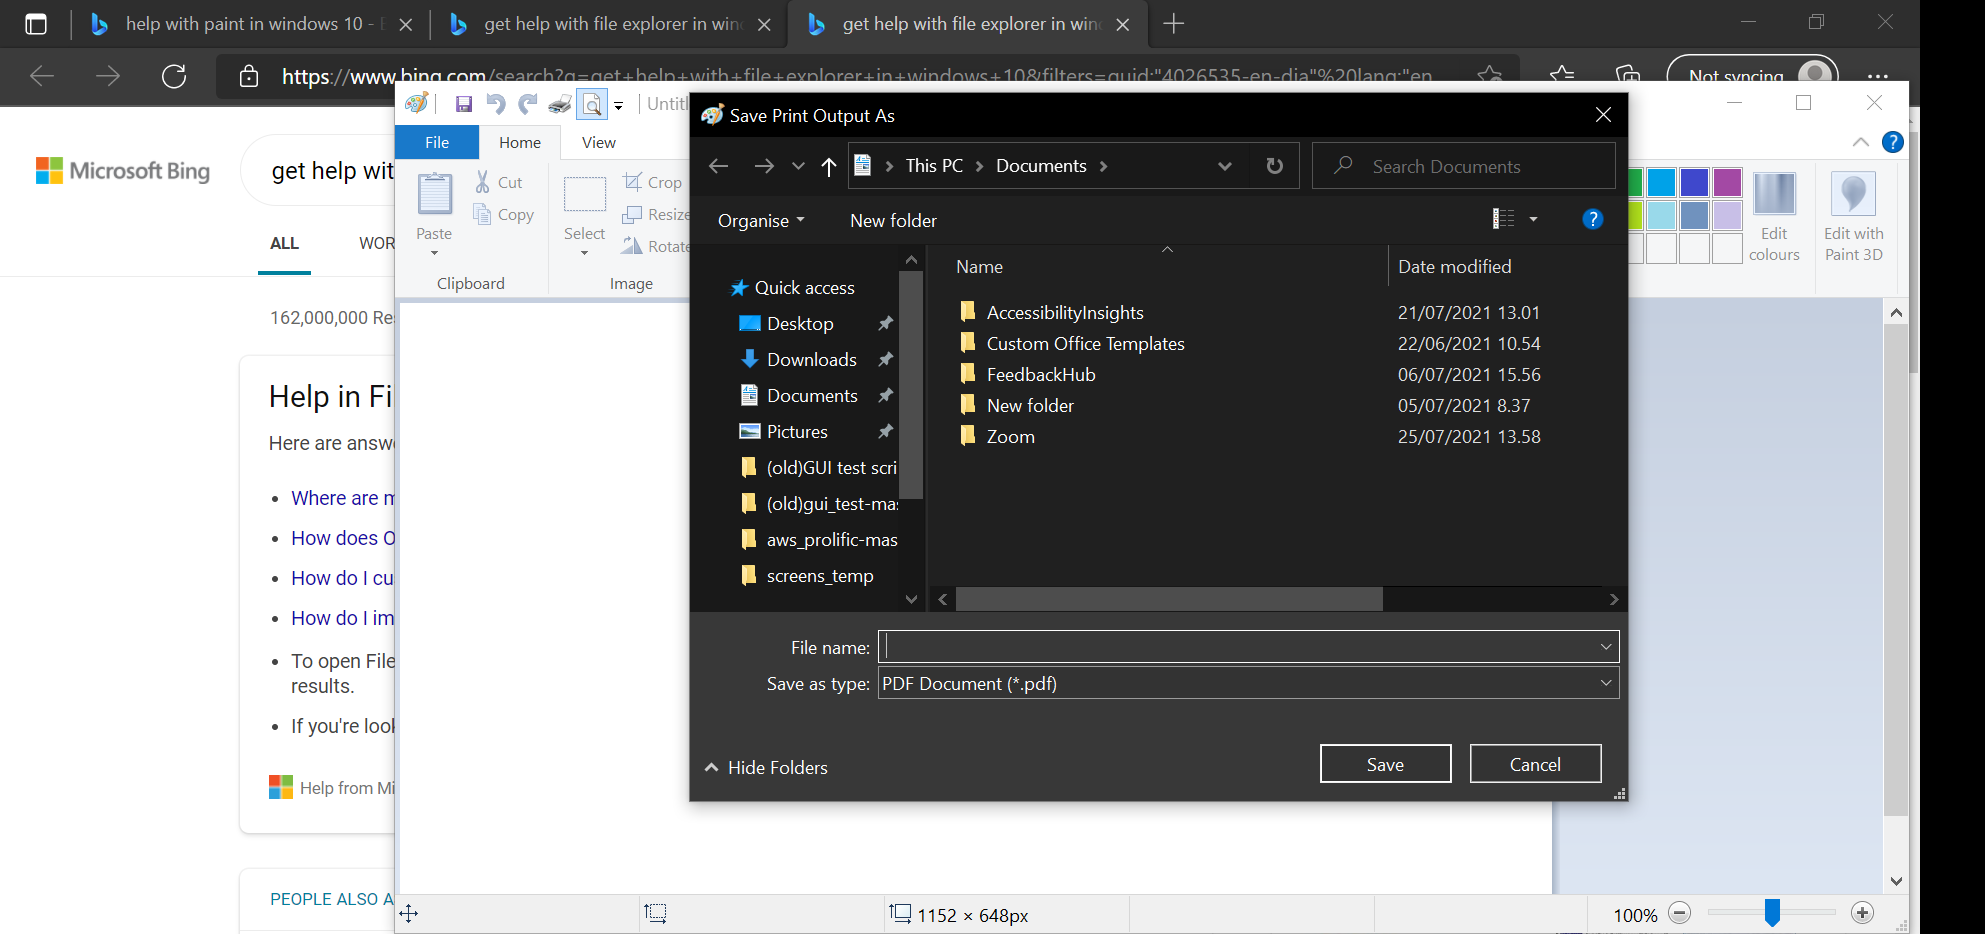 help with paint in windows 10 -
get help with file explorer in win
get help with file explorer in win
https://www.bing.com/search?q=get+help+with+file+explorer+in+windows+10&filters=guid:"4026535-en-dia"%20lang:"en
Not syncing
Microsoft Bing
get help wit
ALL
WOR
162,000,000 Res
Help in Fi
Here are answ
Where are m
How does O
How do I cu
How do I im
To open File
results.
If you're look
Help from Mi
PEOPLE ALSO A
Untitl
File
Home
View
Paste
Cut
Copy
Clipboard
Select
Crop
Resize
Rotate
Image
Edit colours
Edit with Paint 3D
Save Print Output As
This PC
Documents
Search Documents
Organise
New folder
Quick access
Desktop
Downloads
Documents
Pictures
(old)GUI test scri
(old)gui_test-mas
aws_prolific-mas
screens_temp
Name
Date modified
AccessibilityInsights 21/07/2021 13.01
Custom Office Templates 22/06/2021 10.54
FeedbackHub 06/07/2021 15.56
New folder 05/07/2021 8.37
Zoom 25/07/2021 13.58
File name:
Save as type: PDF Document (*.pdf)
Hide Folders
Save
Cancel
1152 × 648px
100%